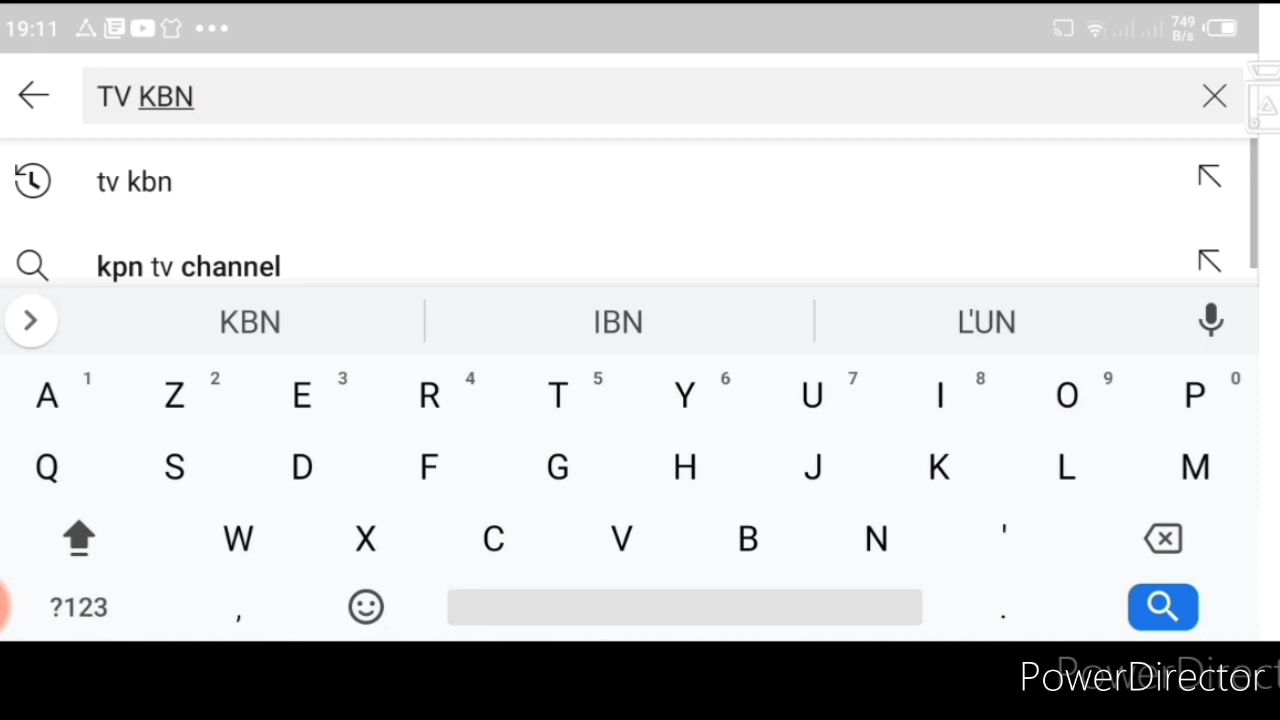 19:11 749 B/s
TV KBN
tv kbn
kpn tv channel
KBN IBN L'UN
A 1 Z 2 E 3 R 4 T 5 Y 6 U 7 I 8 O 9 P 0
Q S D F G H J K L M
W X C V B N '
?123 , .
PowerDirector